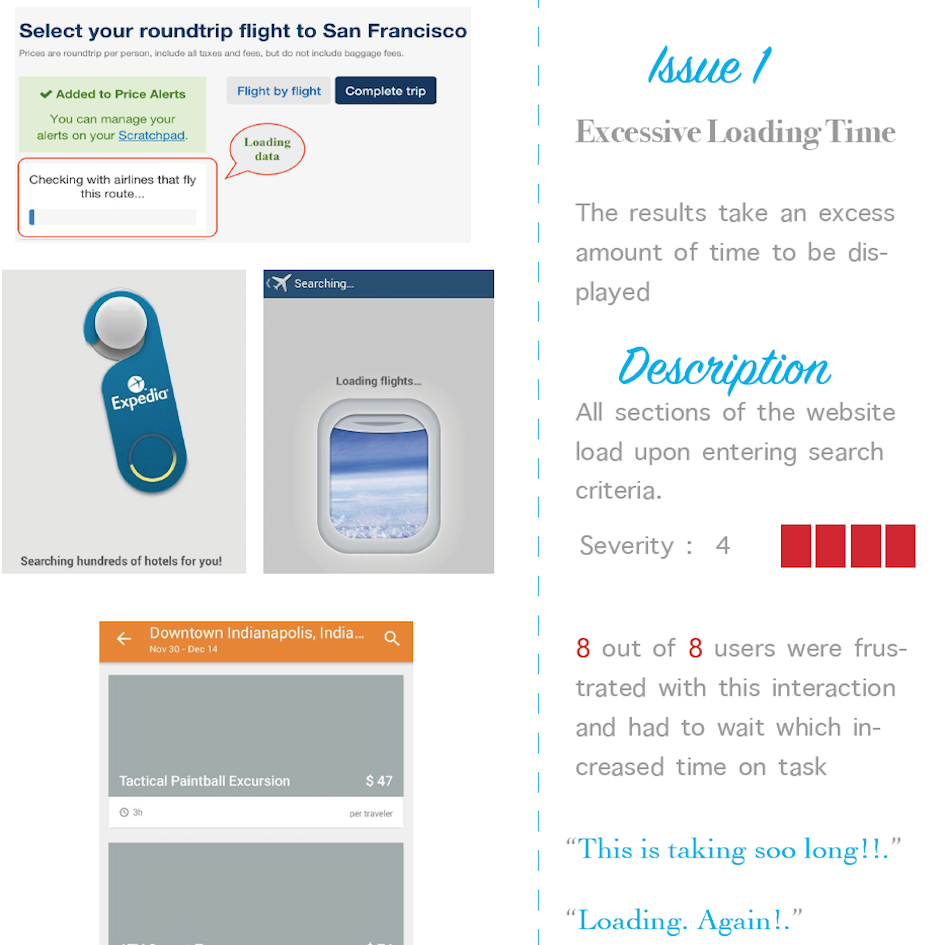 Select your roundtrip flight to San Francisco
Prices are roundtrip per person, include all taxes and fees, but do not include baggage fees.
✔ Added to Price Alerts
You can manage your
alerts on your Scratchpad.
Flight by flight
Complete trip
Loading
data
Checking with airlines that fly
this route...
Expedia
Searching hundreds of hotels for you!
Searching...
Loading flights...
Downtown Indianapolis, India...
Nov 30 - Dec 14
Tactical Paintball Excursion $ 47
3h per traveler
Issue 1
Excessive Loading Time
The results take an excess
amount of time to be dis-
played
Description
All sections of the website
load upon entering search
criteria.
Severity : 4
8 out of 8 users were frus-
trated with this interaction
and had to wait which in-
creased time on task
“This is taking soo long!!.”
“Loading. Again!.”